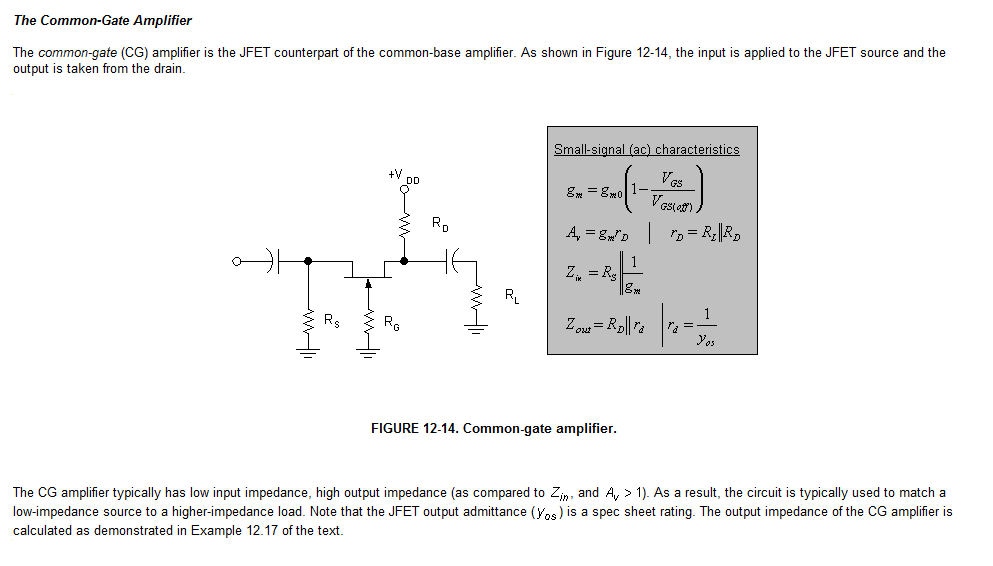 The Common-Gate Amplifier
The common-gate (CG) amplifier is the JFET counterpart of the common-base amplifier. As shown in Figure 12-14, the input is applied to the JFET source and the
output is taken from the drain.
Small-signal (ac) characteristics
+V_DD
g_m = g_m0 (1 - V_GS / V_GS(off))
R_D
A_v = g_m r_D | r_D = R_L ‖ R_D
Z_in = R_S ‖ 1 / g_m
R_L
R_S
R_G
Z_out = R_D ‖ r_d | r_d = 1 / y_os
FIGURE 12-14. Common-gate amplifier.
The CG amplifier typically has low input impedance, high output impedance (as compared to Z_in, and A_v > 1). As a result, the circuit is typically used to match a
low-impedance source to a higher-impedance load. Note that the JFET output admittance (y_os) is a spec sheet rating. The output impedance of the CG amplifier is
calculated as demonstrated in Example 12.17 of the text.